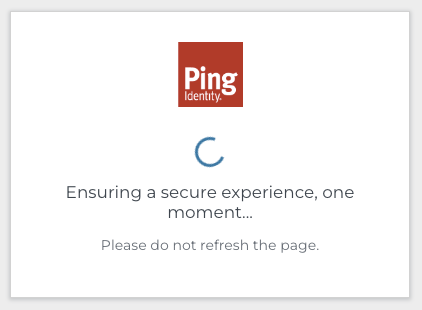 Ping
Identity.
Ensuring a secure experience, one
moment...
Please do not refresh the page.